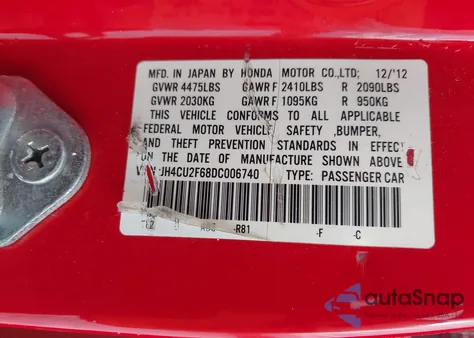 MFD. IN JAPAN BY HONDA MOTOR CO.,LTD; 12/'12
GVWR 4475LBS GAWR F 2410LBS R 2090LBS
GVWR 2030KG GAWR F 1095KG R 950KG
THIS VEHICLE CONFORMS TO ALL APPLICABLE
FEDERAL MOTOR VEHICLE SAFETY ,BUMPER,
AND THEFT PREVENTION STANDARDS IN EFFECT
DATE OF MANUFACTURE SHOWN ABOVE
JH4CU2F68DC006740 TYPE: PASSENGER CAR
-R81 -F -C
autoSnap